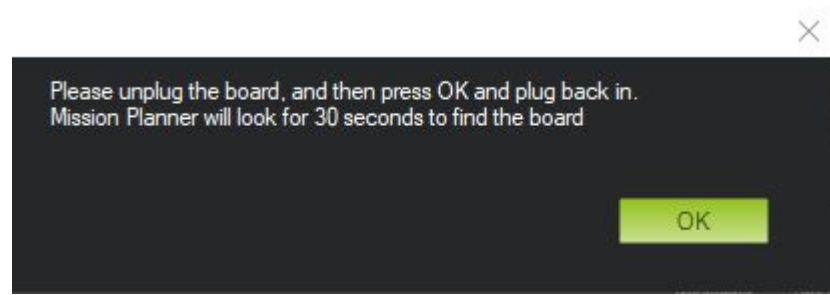 Please unplug the board, and then press OK and plug back in.
Mission Planner will look for 30 seconds to find the board
OK